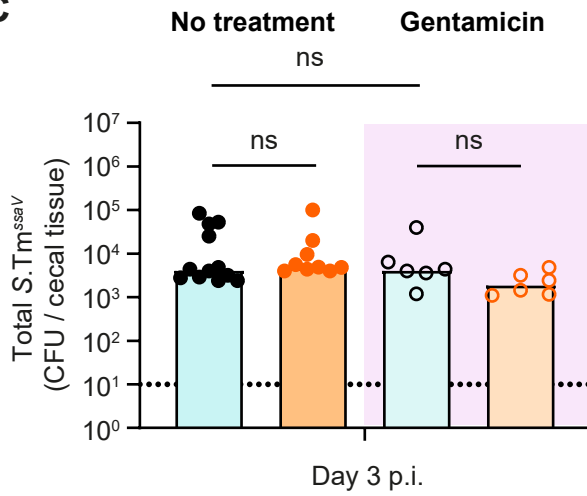 C
No treatment Gentamicin
ns
ns ns
10⁷
10⁶
10⁵
10⁴
10³
10²
10¹
10⁰
Total S.Tm^ssaV
(CFU / cecal tissue)
Day 3 p.i.